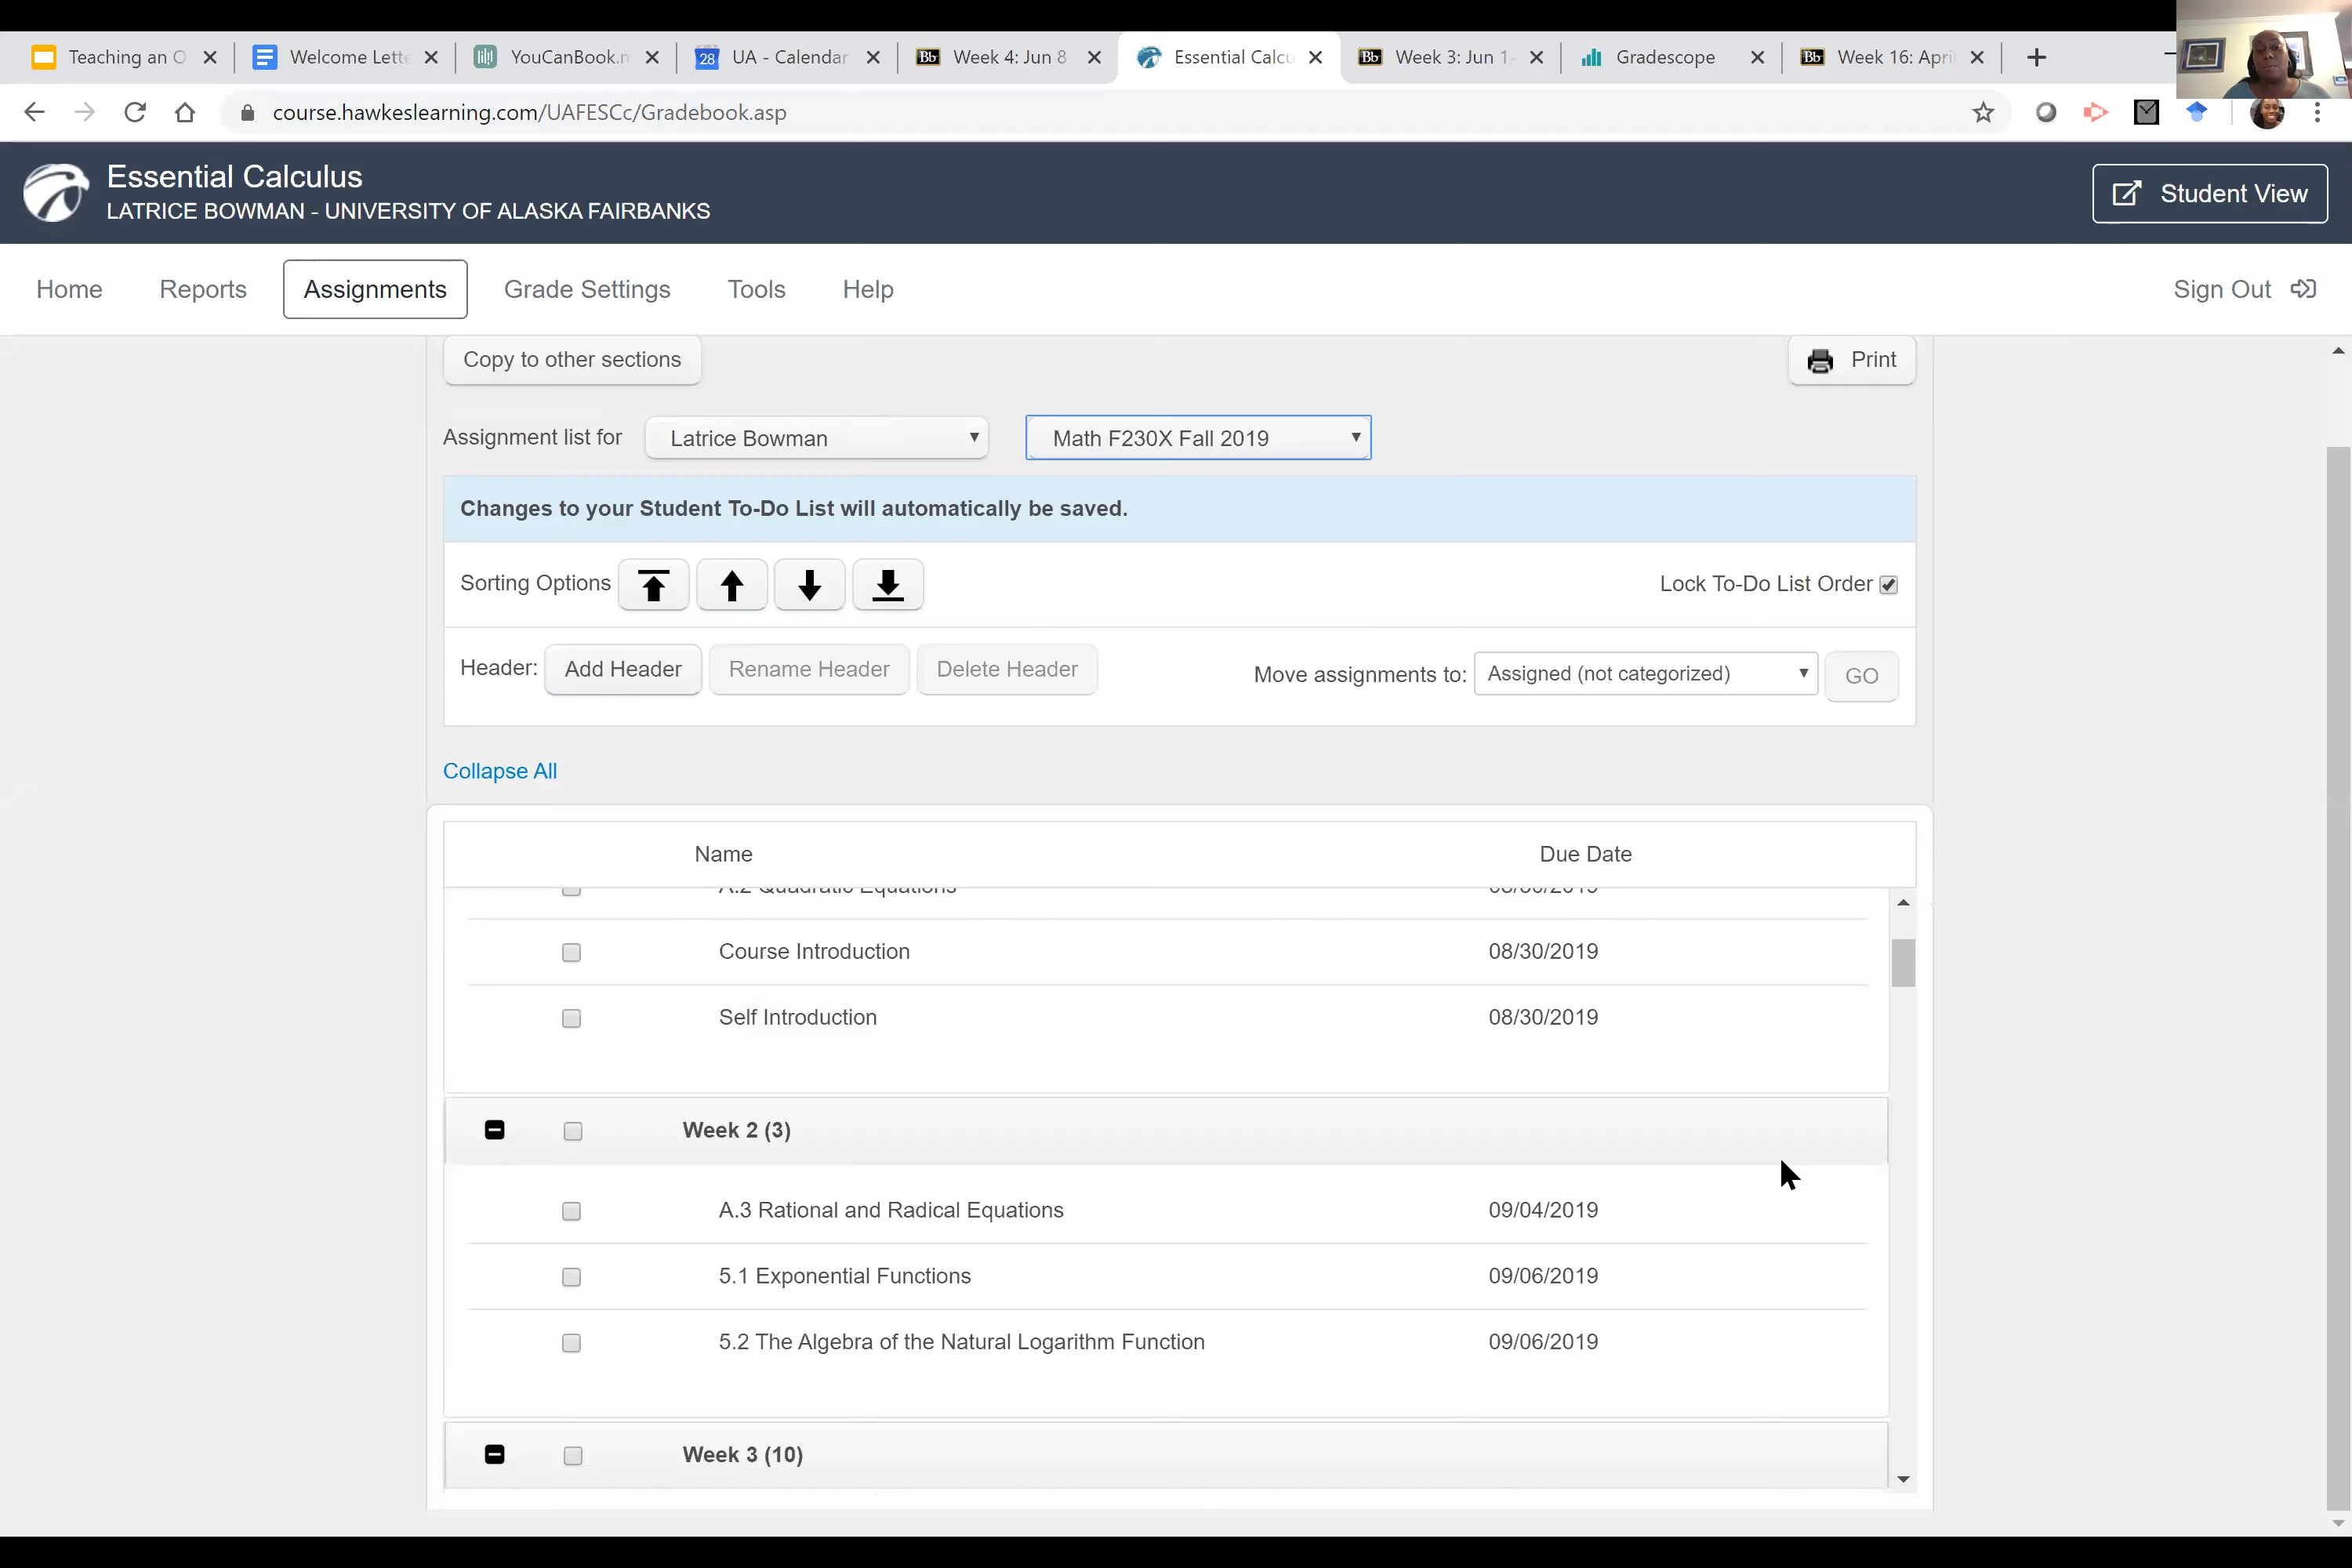 Teaching an O
Welcome Lette
YouCanBook.m
28
UA - Calendar
Bb
Week 4: Jun 8
Essential Calcu
Bb
Week 3: Jun 1-
Gradescope
Bb
Week 16: Apri
course.hawkeslearning.com/UAFESCc/Gradebook.asp
Essential Calculus
LATRICE BOWMAN - UNIVERSITY OF ALASKA FAIRBANKS
Student View
Home
Reports
Assignments
Grade Settings
Tools
Help
Sign Out
Copy to other sections
Print
Assignment list for
Latrice Bowman
Math F230X Fall 2019
Changes to your Student To-Do List will automatically be saved.
Sorting Options
Lock To-Do List Order
Header:
Add Header
Rename Header
Delete Header
Move assignments to:
Assigned (not categorized)
GO
Collapse All
Name
Due Date
A.2 Quadratic Equations
Course Introduction
08/30/2019
Self Introduction
08/30/2019
Week 2 (3)
A.3 Rational and Radical Equations
09/04/2019
5.1 Exponential Functions
09/06/2019
5.2 The Algebra of the Natural Logarithm Function
09/06/2019
Week 3 (10)